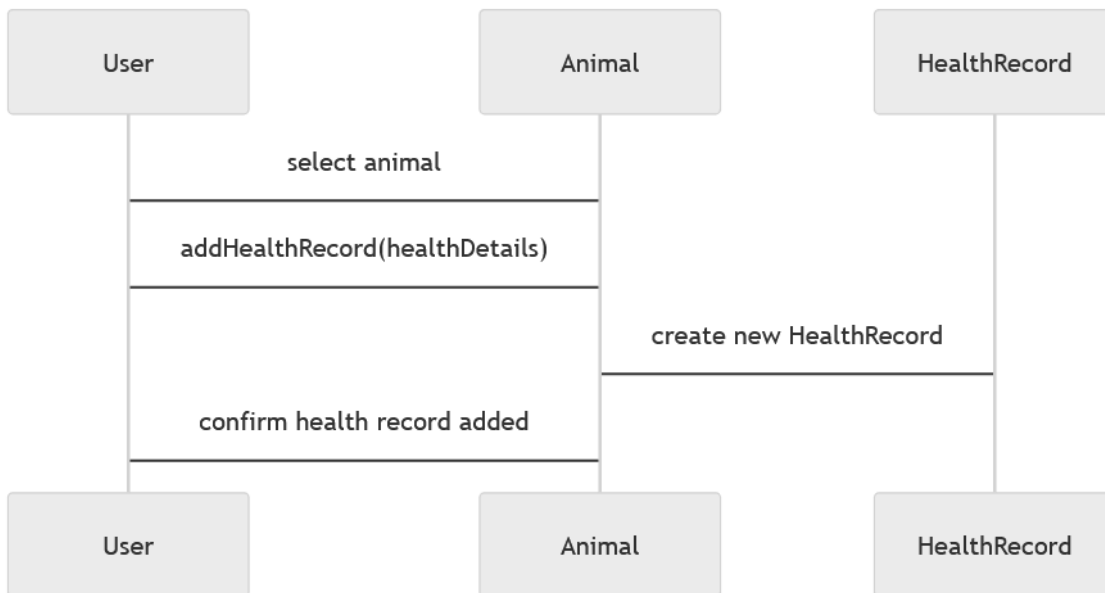 User
Animal
HealthRecord
select animal
addHealthRecord(healthDetails)
create new HealthRecord
confirm health record added
User
Animal
HealthRecord